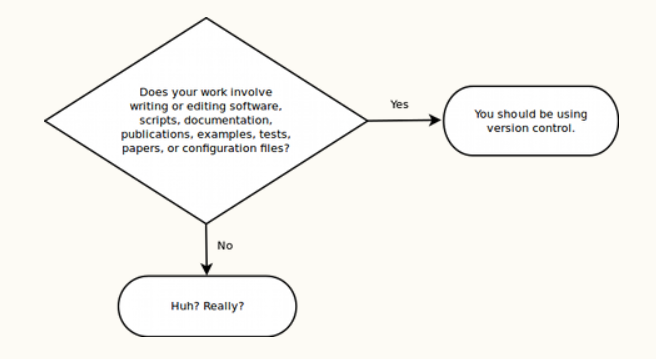 Does your work involve
writing or editing software,
scripts, documentation,
publications, examples, tests,
papers, or configuration files?
Yes
You should be using
version control.
No
Huh? Really?